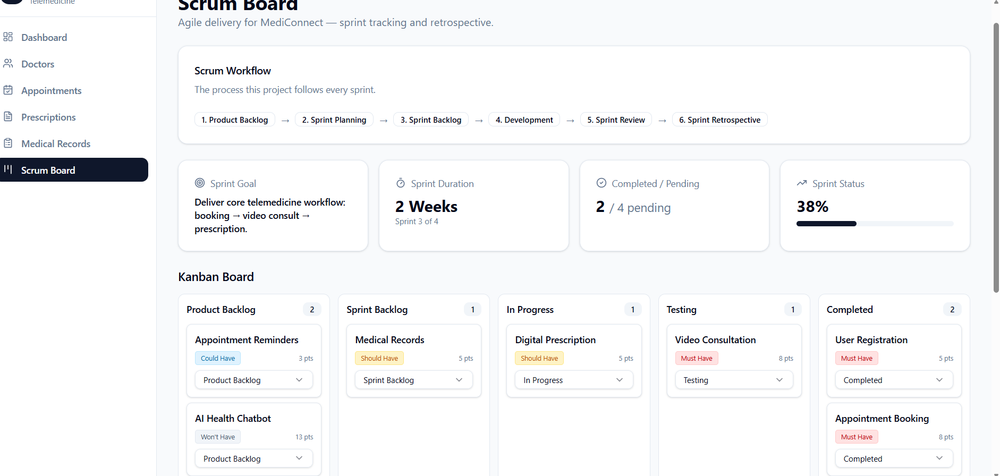 Telemedicine
Dashboard
Doctors
Appointments
Prescriptions
Medical Records
Scrum Board
Scrum Board
Agile delivery for MediConnect — sprint tracking and retrospective.
Scrum Workflow
The process this project follows every sprint.
1. Product Backlog → 2. Sprint Planning → 3. Sprint Backlog → 4. Development → 5. Sprint Review → 6. Sprint Retrospective
Sprint Goal
Deliver core telemedicine workflow:
booking → video consult →
prescription.
Sprint Duration
2 Weeks
Sprint 3 of 4
Completed / Pending
2 / 4 pending
Sprint Status
38%
Kanban Board
Product Backlog 2
Appointment Reminders
Could Have 3 pts
Product Backlog
AI Health Chatbot
Won't Have 13 pts
Product Backlog
Sprint Backlog 1
Medical Records
Should Have 5 pts
Sprint Backlog
In Progress 1
Digital Prescription
Should Have 5 pts
In Progress
Testing 1
Video Consultation
Must Have 8 pts
Testing
Completed 2
User Registration
Must Have 5 pts
Completed
Appointment Booking
Must Have 8 pts
Completed